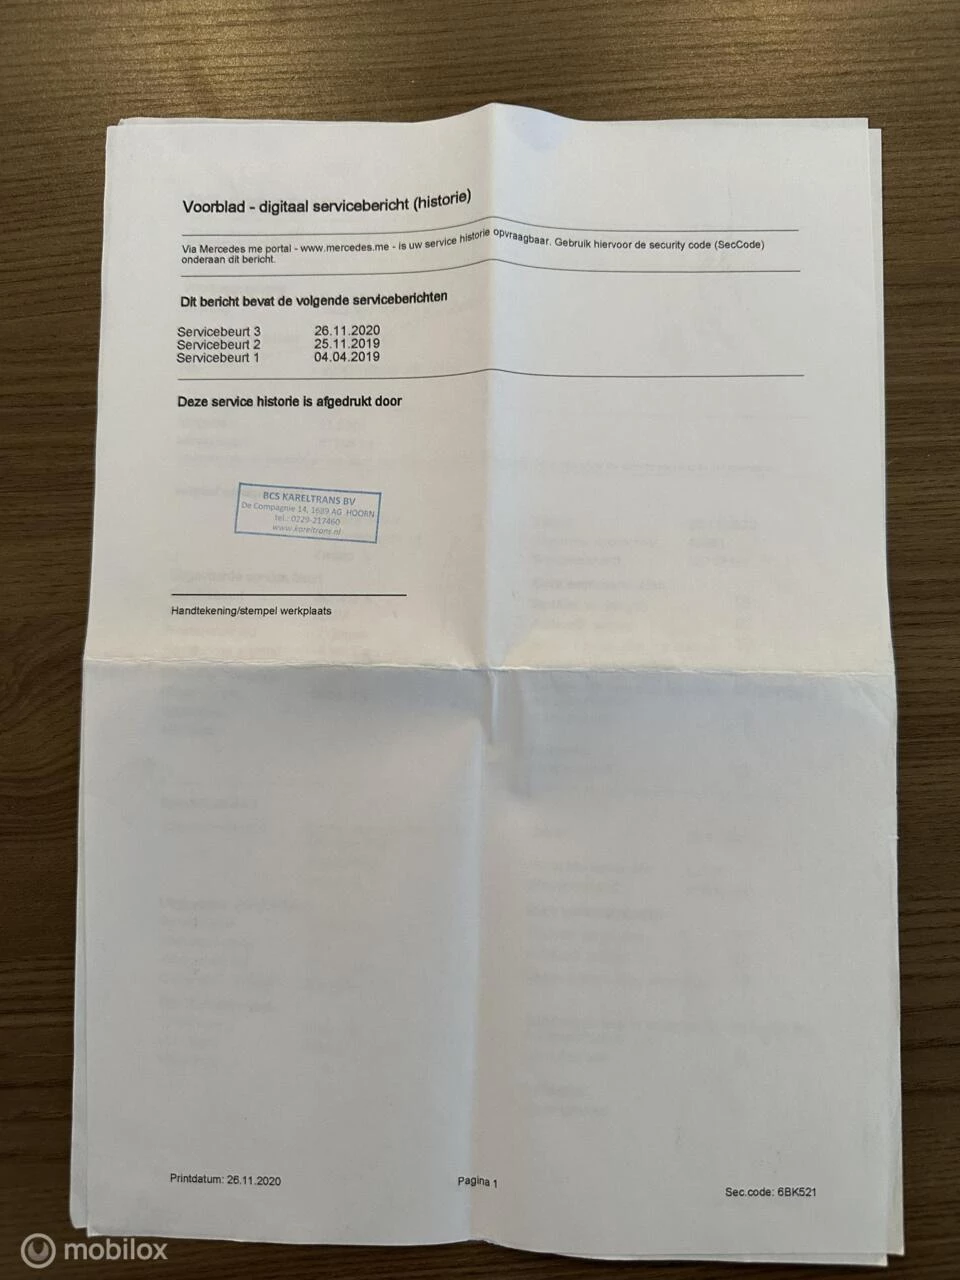 Voorblad - digitaal servicebericht (historie)
Via Mercedes me portal - www.mercedes.me - is uw service historie opvraagbaar. Gebruik hiervoor de security code (SecCode)
onderaan dit bericht.
Dit bericht bevat de volgende serviceberichten
Servicebeurt 3 26.11.2020
Servicebeurt 2 25.11.2019
Servicebeurt 1 04.04.2019
Deze service historie is afgedrukt door
BCS KARELTRANS BV
De Compagnie 14, 1689 AG HOORN
tel.: 0229-217460
www.kareltrans.nl
Handtekening/stempel werkplaats
Printdatum: 26.11.2020 Pagina 1 Sec.code: 6BK521
mobilox